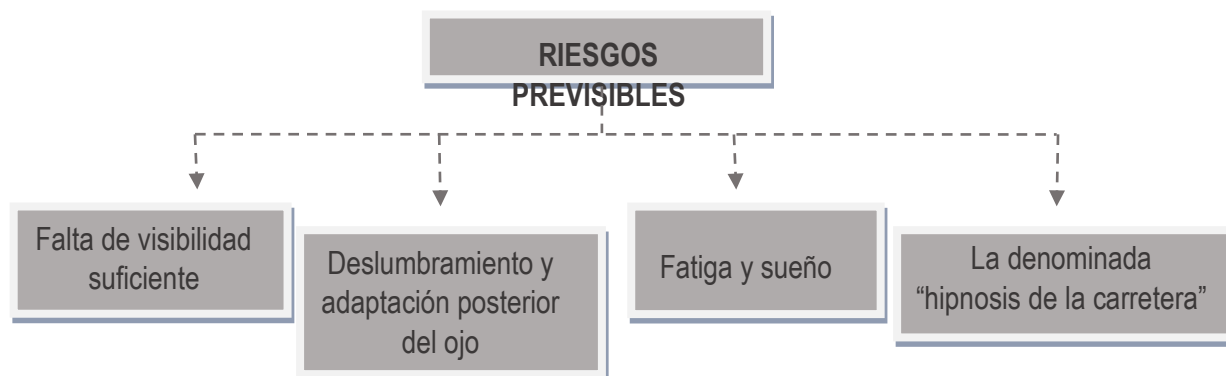 RIESGOS
PREVISIBLES
Falta de visibilidad
suficiente
Deslumbramiento y
adaptación posterior
del ojo
Fatiga y sueño
La denominada
“hipnosis de la carretera”